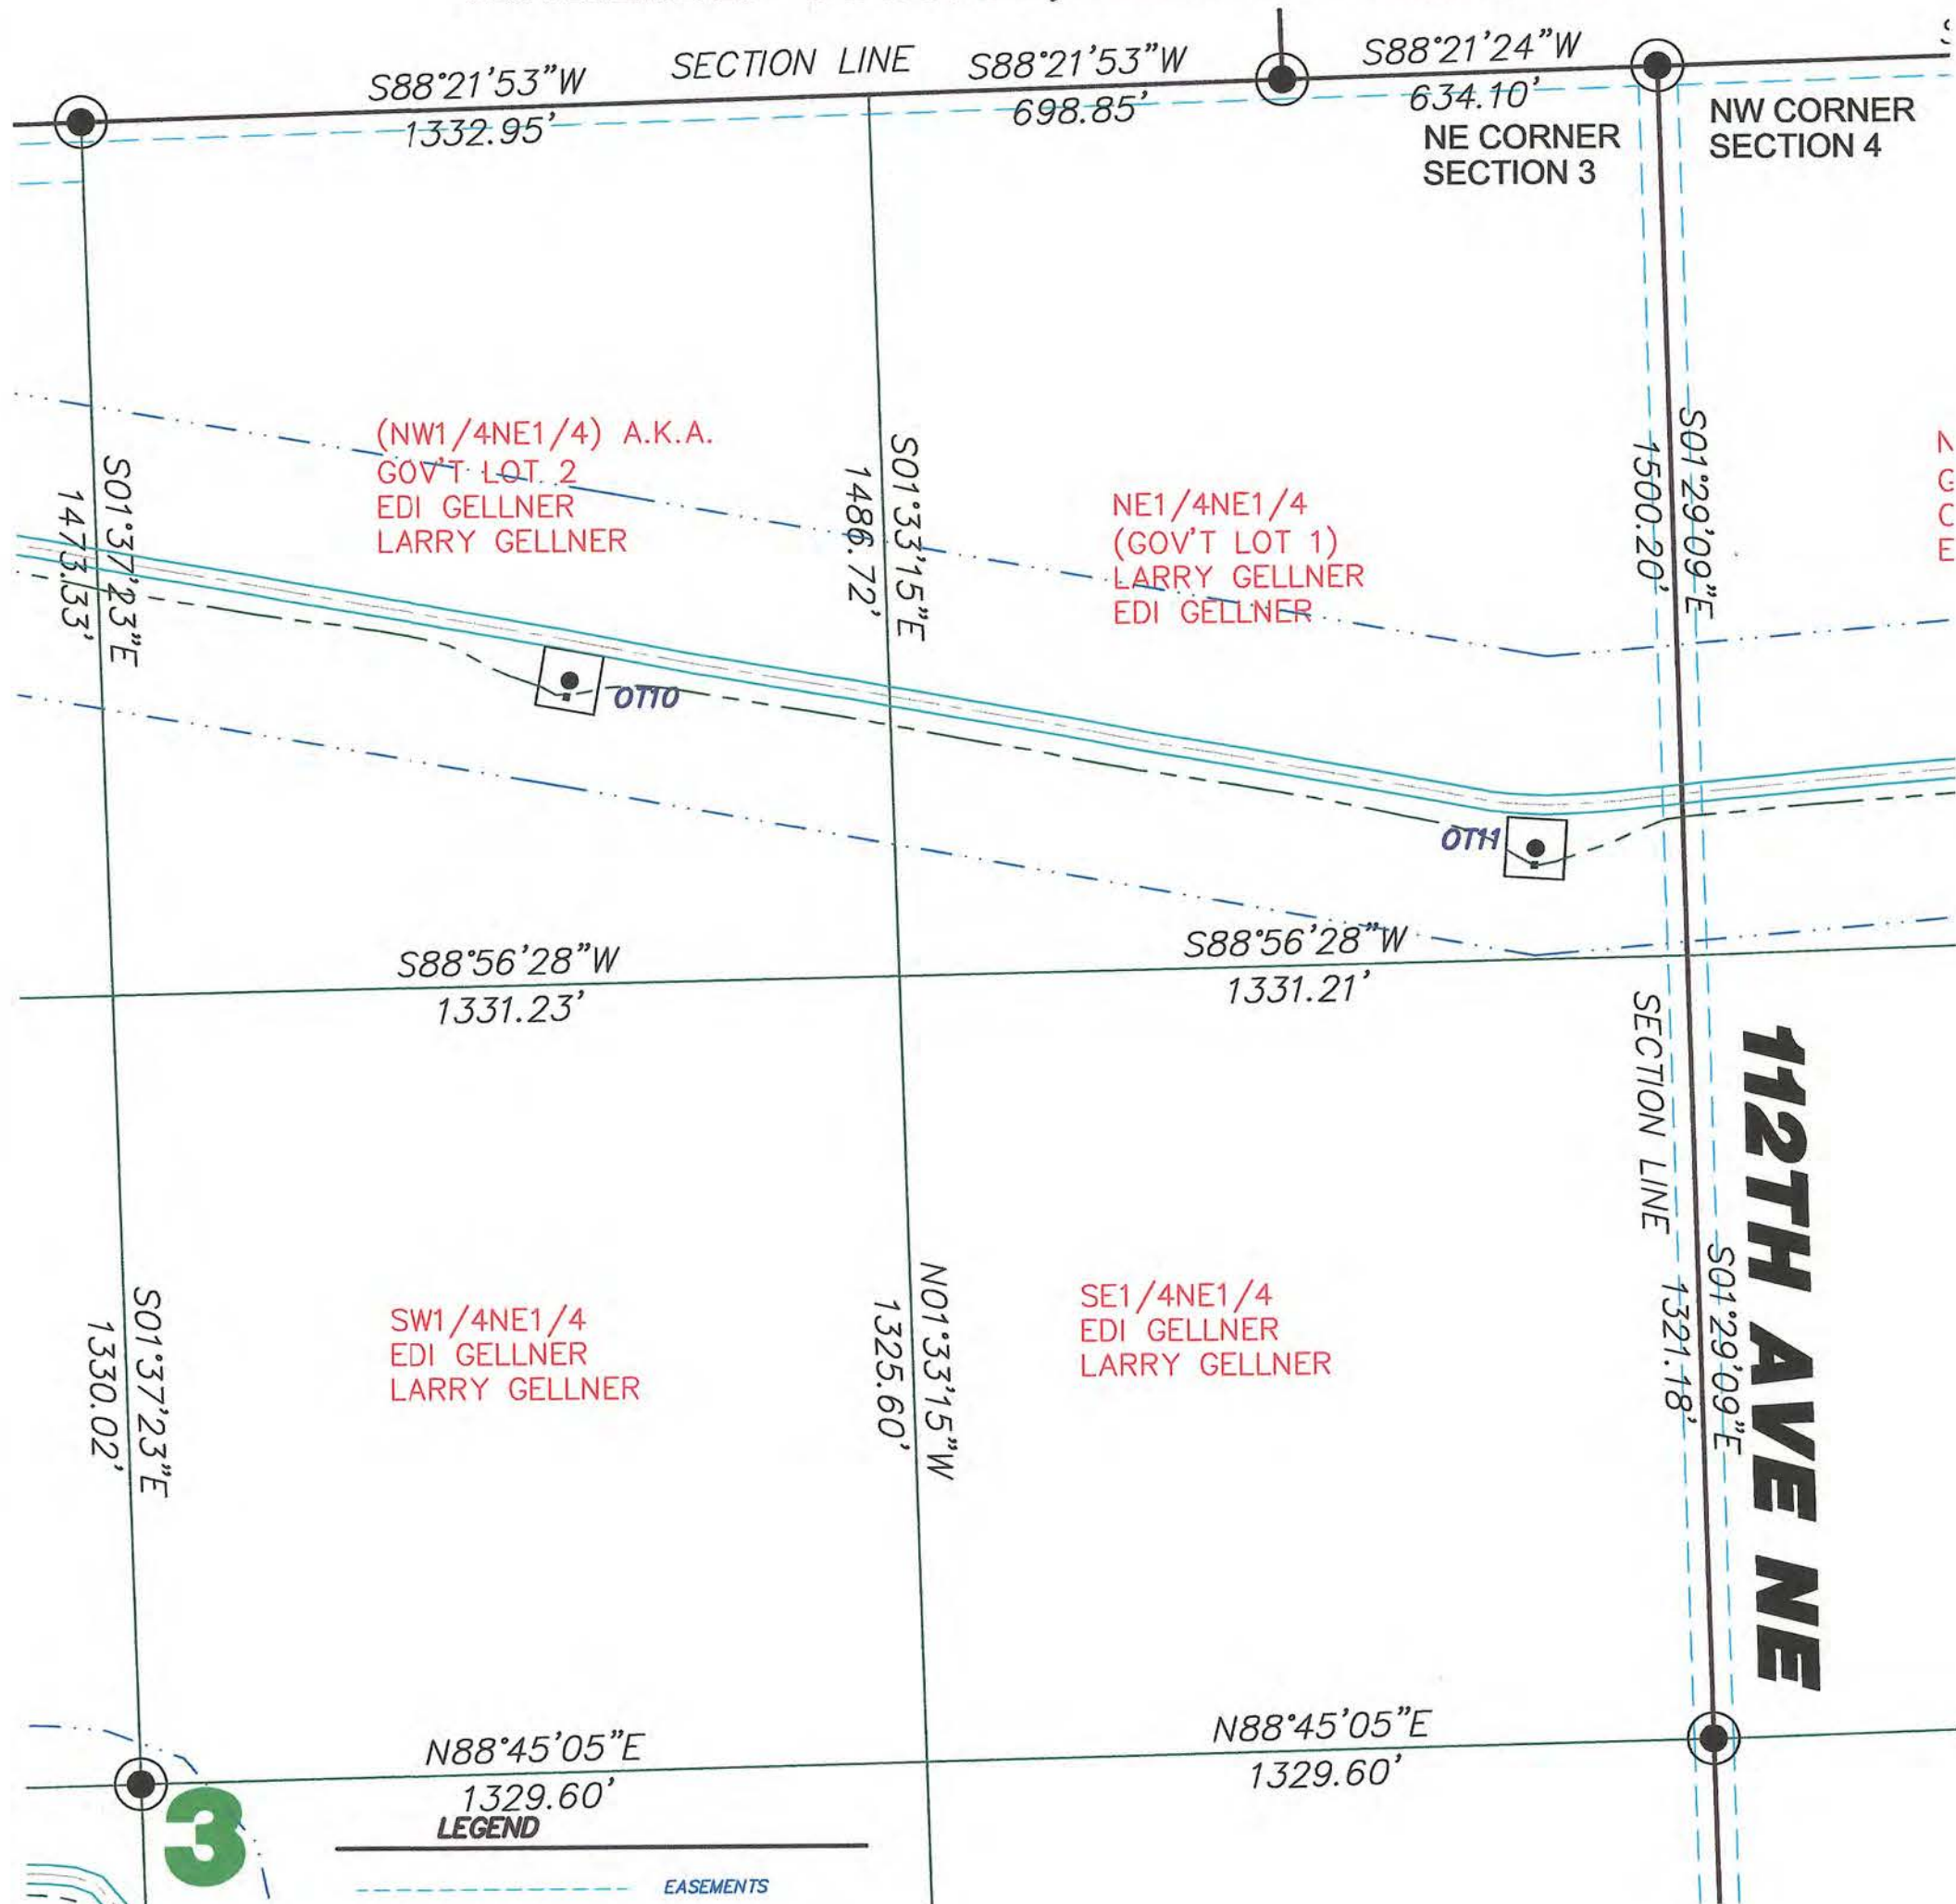 S88°21'53"W
SECTION LINE
S88°21'53"W
S88°21'24"W
1332.95'
698.85'
634.10'
NE CORNER
SECTION 3
NW CORNER
SECTION 4
(NW1/4NE1/4) A.K.A.
GOV'T LOT 2
EDI GELLNER
LARRY GELLNER
NE1/4NE1/4
(GOV'T LOT 1)
LARRY GELLNER
EDI GELLNER
S01°37'23"E
1473.33'
S01°33'15"E
1486.72'
S01°29'09"E
1500.20'
N
G
C
E
OT10
OT11
S88°56'28"W
1331.23'
S88°56'28"W
1331.21'
SECTION LINE
112TH AVE NE
S01°37'23"E
1330.02'
SW1/4NE1/4
EDI GELLNER
LARRY GELLNER
N01°33'15"W
1325.60'
SE1/4NE1/4
EDI GELLNER
LARRY GELLNER
S01°29'09"E
1321.18'
N88°45'05"E
1329.60'
N88°45'05"E
1329.60'
3
LEGEND
EASEMENTS